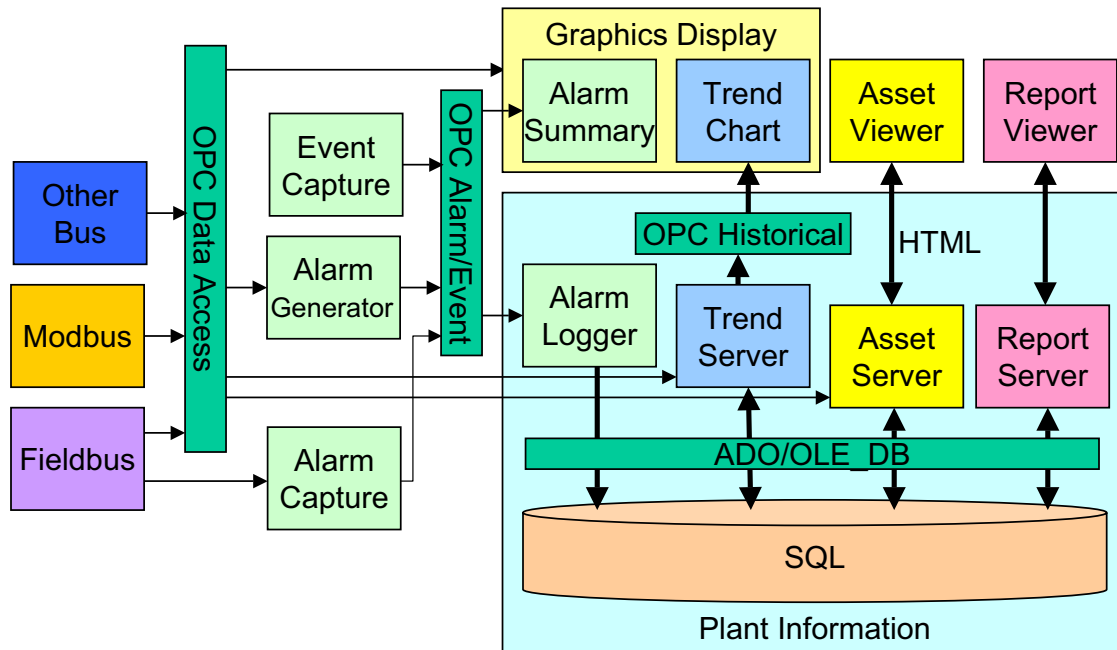 Graphics Display
Alarm
Summary
Trend
Chart
Asset
Viewer
Report
Viewer
OPC Data Access
OPC Alarm/Event
Event
Capture
Other
Bus
OPC Historical
HTML
Alarm
Generator
Alarm
Logger
Trend
Server
Asset
Server
Report
Server
Modbus
Fieldbus
Alarm
Capture
ADO/OLE_DB
SQL
Plant Information